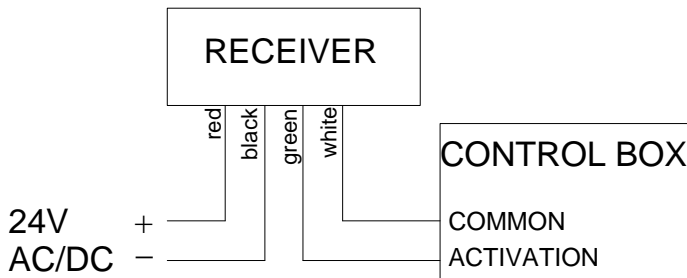 RECEIVER
red
black
green
white
CONTROL BOX
24V +
AC/DC −
COMMON
ACTIVATION